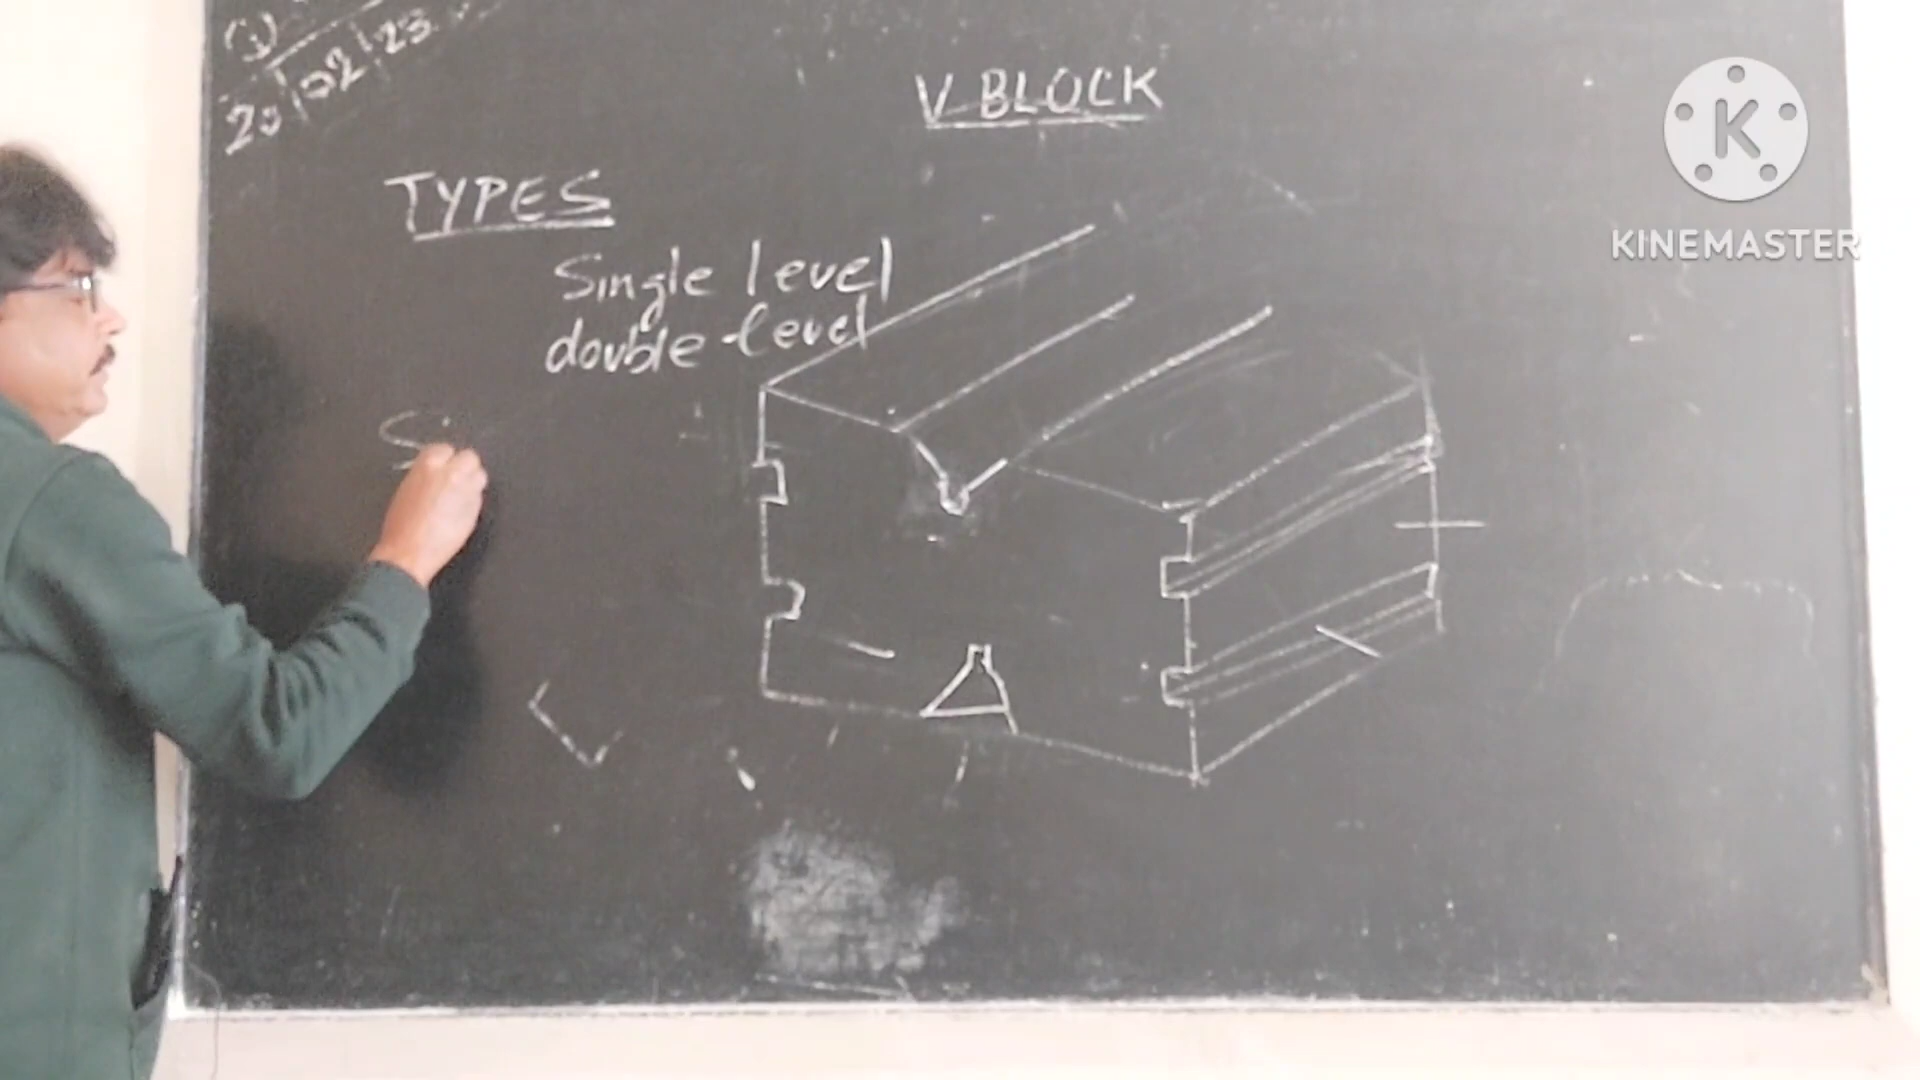 20/02/23
V BLOCK
TYPES
Single level
double level
S
K
KINEMASTER